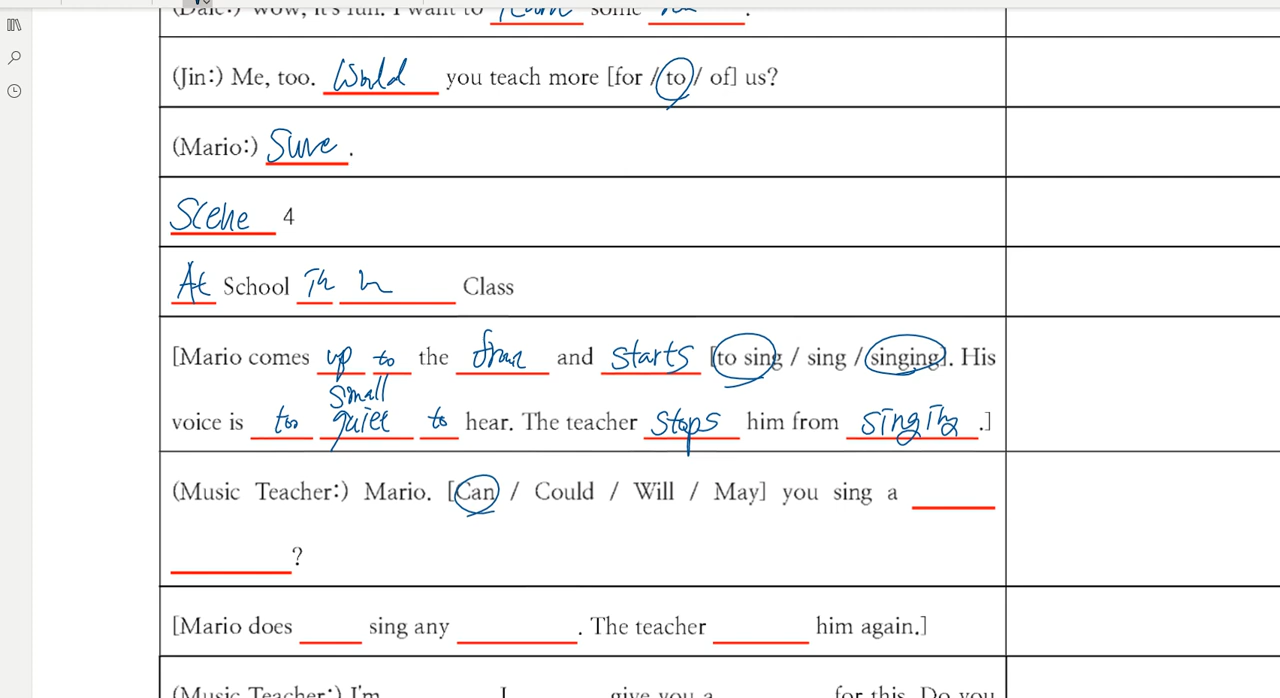 (Dale:) Wow, it's fun. I want to learn some
(Jin:) Me, too. Would you teach more [for / to / of] us?
(Mario:) Sure.
Scene 4
At School In Class
[Mario comes up to the and starts [to sing / sing / singing]. His
small
voice is too quiet to hear. The teacher stops him from singing.]
(Music Teacher:) Mario. [Can / Could / Will / May] you sing a
?
[Mario does sing any . The teacher him again.]
(Music Teacher:) I'm I give you a for this. Do you